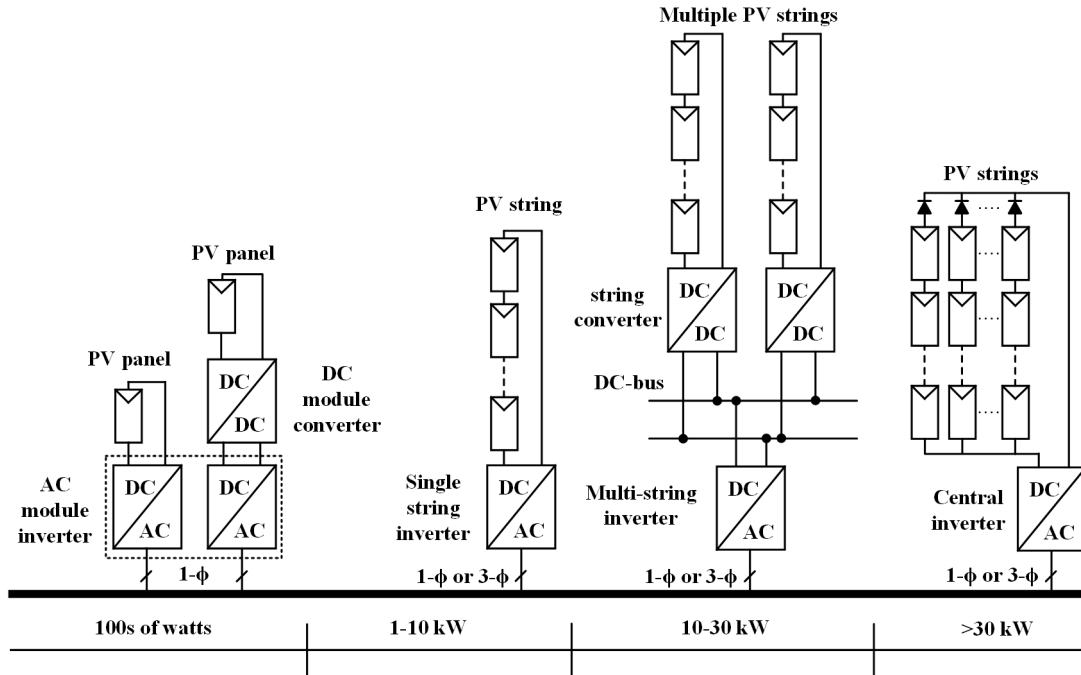 Multiple PV strings
PV strings
PV string
PV panel
PV panel
string
converter
DC
DC
DC
DC
DC
module
converter
DC
DC
DC-bus
AC
module
inverter
DC
AC
DC
AC
Single
string
inverter
DC
AC
Multi-string
inverter
DC
AC
Central
inverter
DC
AC
1-ϕ
1-ϕ or 3-ϕ
1-ϕ or 3-ϕ
1-ϕ or 3-ϕ
100s of watts
1-10 kW
10-30 kW
>30 kW